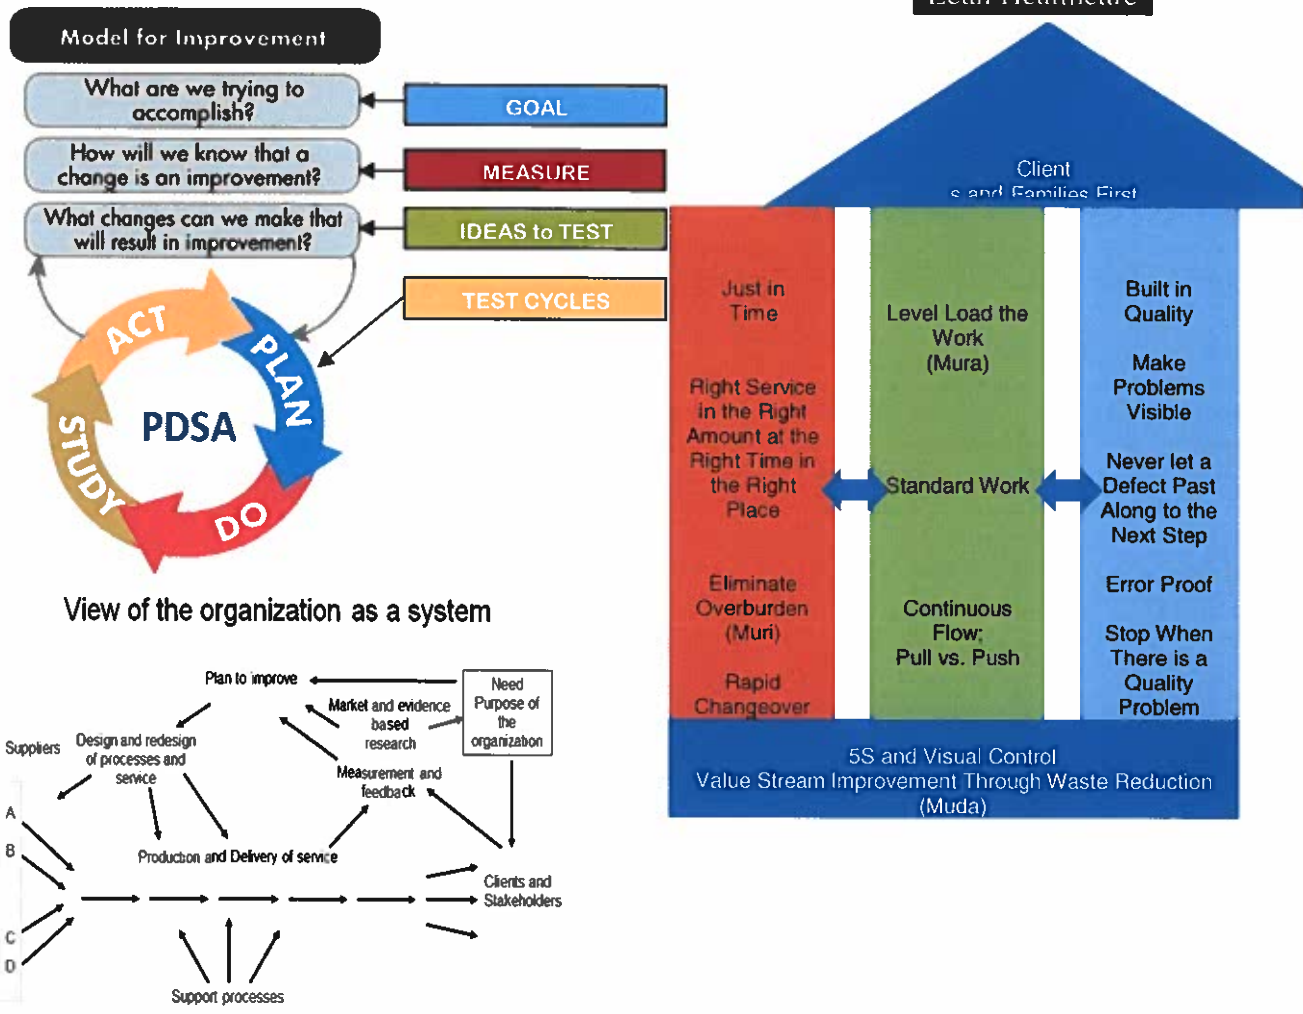 Model for Improvement
What are we trying to
accomplish?
GOAL
How will we know that a
change is an improvement?
MEASURE
What changes can we make that
will result in improvement?
IDEAS to TEST
TEST CYCLES
ACT
PLAN
DO
STUDY
PDSA
View of the organization as a system
Plan to improve
Need
Purpose of
the
organization
Market and evidence
based
research
Suppliers
Design and redesign
of processes and
service
Measurement and
feedback
A
B
C
D
Production and Delivery of service
Clients and
Stakeholders
Support processes
Lean Healthcare
Client
s and Families First
Just in
Time
Right Service
in the Right
Amount at the
Right Time in
the Right
Place
Eliminate
Overburden
(Muri)
Rapid
Changeover
Level Load the
Work
(Mura)
Standard Work
Continuous
Flow;
Pull vs. Push
Built in
Quality
Make
Problems
Visible
Never let a
Defect Past
Along to the
Next Step
Error Proof
Stop When
There is a
Quality
Problem
5S and Visual Control
Value Stream Improvement Through Waste Reduction
(Muda)